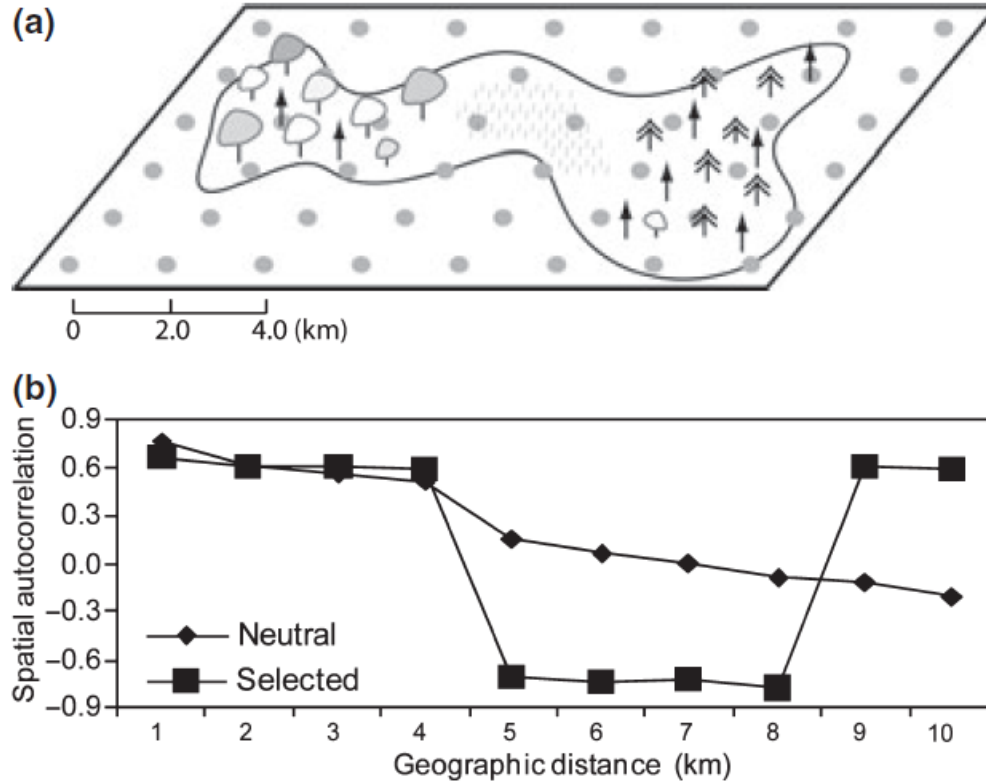 (a)
0 2.0 4.0 (km)
(b)
Spatial autocorrelation
0.9
0.6
0.3
0.0
−0.3
−0.6
−0.9
Neutral
Selected
1 2 3 4 5 6 7 8 9 10
Geographic distance (km)